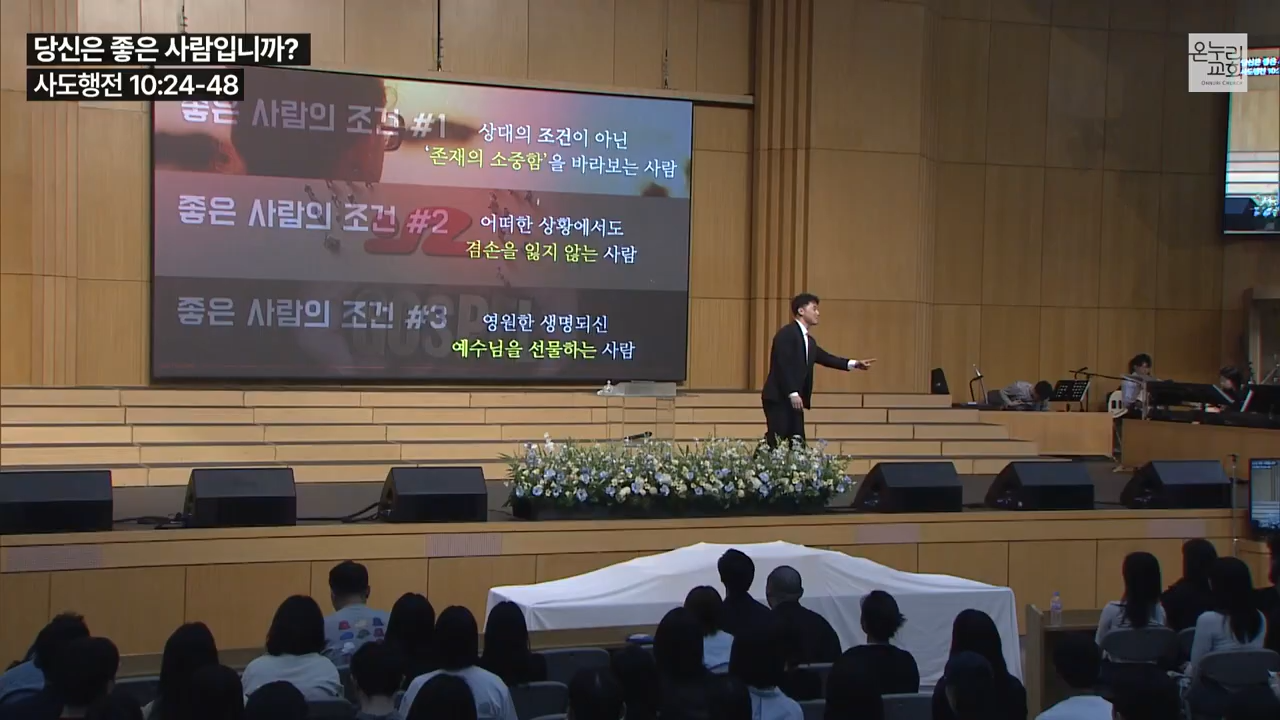 당신은 좋은 사람입니까?
사도행전 10:24-48
온누리
교회
ONNURI CHURCH
좋은 사람의 조건 #1
상대의 조건이 아닌
‘존재의 소중함’을 바라보는 사람
좋은 사람의 조건 #2
어떠한 상황에서도
겸손을 잃지 않는 사람
좋은 사람의 조건 #3
영원한 생명되신
예수님을 선물하는 사람